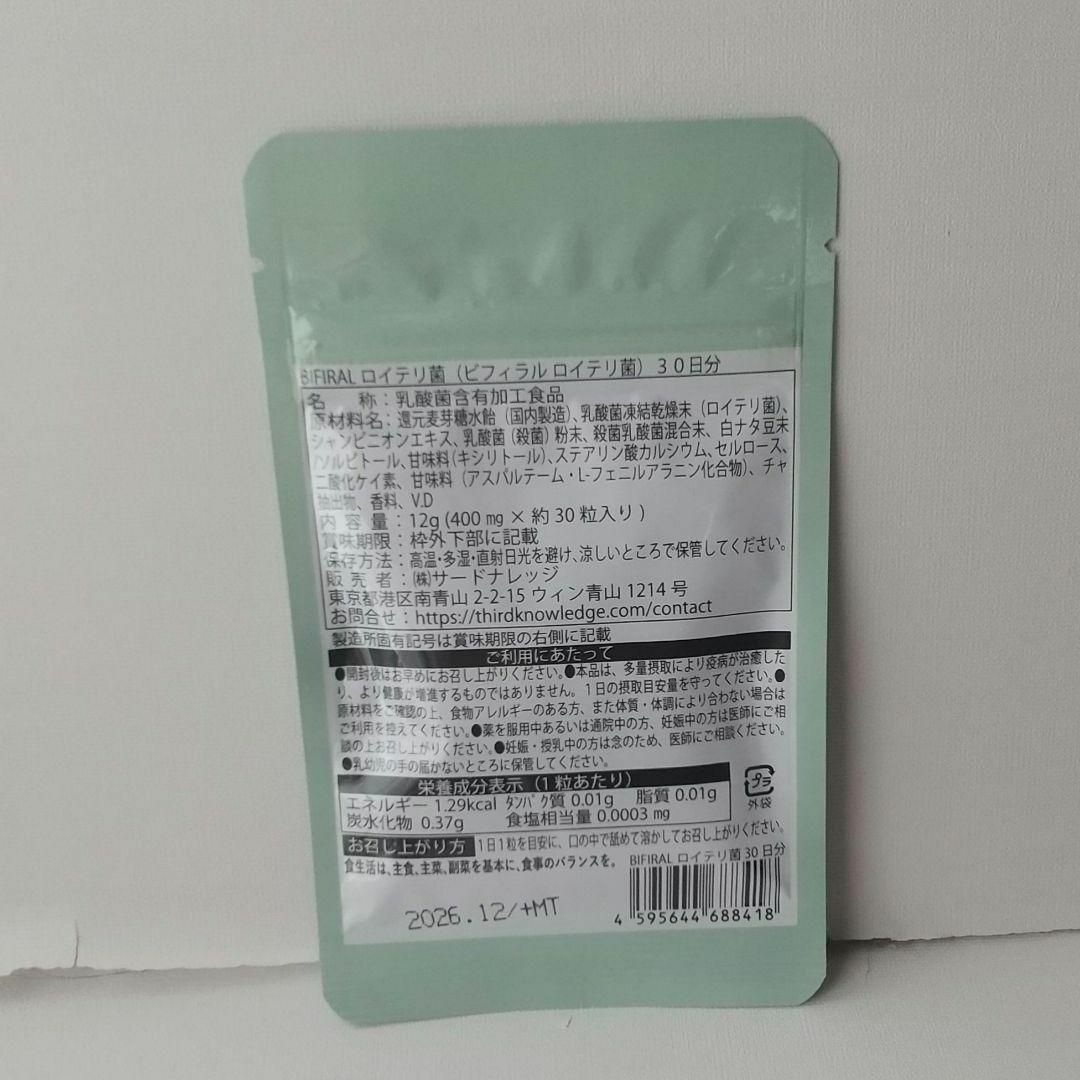 BIFIRAL ロイテリ菌（ビフィラル ロイテリ菌）３０日分
名　称：乳酸菌含有加工食品
原材料名：還元麦芽糖水飴（国内製造）、乳酸菌凍結乾燥末（ロイテリ菌）、
シャンピニオンエキス、乳酸菌（殺菌）粉末、殺菌乳酸菌混合末、白ナタ豆末
/ソルビトール、甘味料（キシリトール）、ステアリン酸カルシウム、セルロース、
二酸化ケイ素、甘味料（アスパルテーム・L-フェニルアラニン化合物）、チャ
抽出物、香料、V.D
内容量：12g (400 ㎎ × 約 30 粒入り )
賞味期限：枠外下部に記載
保存方法：高温・多湿・直射日光を避け、涼しいところで保管してください。
販売者：㈱サードナレッジ
東京都港区南青山 2-2-15 ウィン青山 1214 号
お問合せ：https://thirdknowledge.com/contact
製造所固有記号は賞味期限の右側に記載
ご利用にあたって
●開封後はお早めにお召し上がりください。●本品は、多量摂取により疾病が治癒した
り、より健康が増進するものではありません。１日の摂取目安量を守ってください。●
原材料をご確認の上、食物アレルギーのある方、また体質・体調により合わない場合は
ご利用を控えてください。●薬を服用中あるいは通院中の方、妊娠中の方は医師にご相
談の上お召し上がりください。●妊娠・授乳中の方は念のため、医師にご相談ください。
●乳幼児の手の届かないところに保管してください。
栄養成分表示（１粒あたり）
エネルギー 1.29kcal ﾀﾝﾊﾟｸ質 0.01g 脂質 0.01g
炭水化物 0.37g 食塩相当量 0.0003 ㎎
プラ
外袋
お召し上がり方 1日1粒を目安に、口の中で舐めて溶かしてお召し上がりください。
食生活は、主食、主菜、副菜を基本に、食事のバランスを。
BIFIRAL ロイテリ菌 30 日分
2026.12/+MT
4 595644 688418